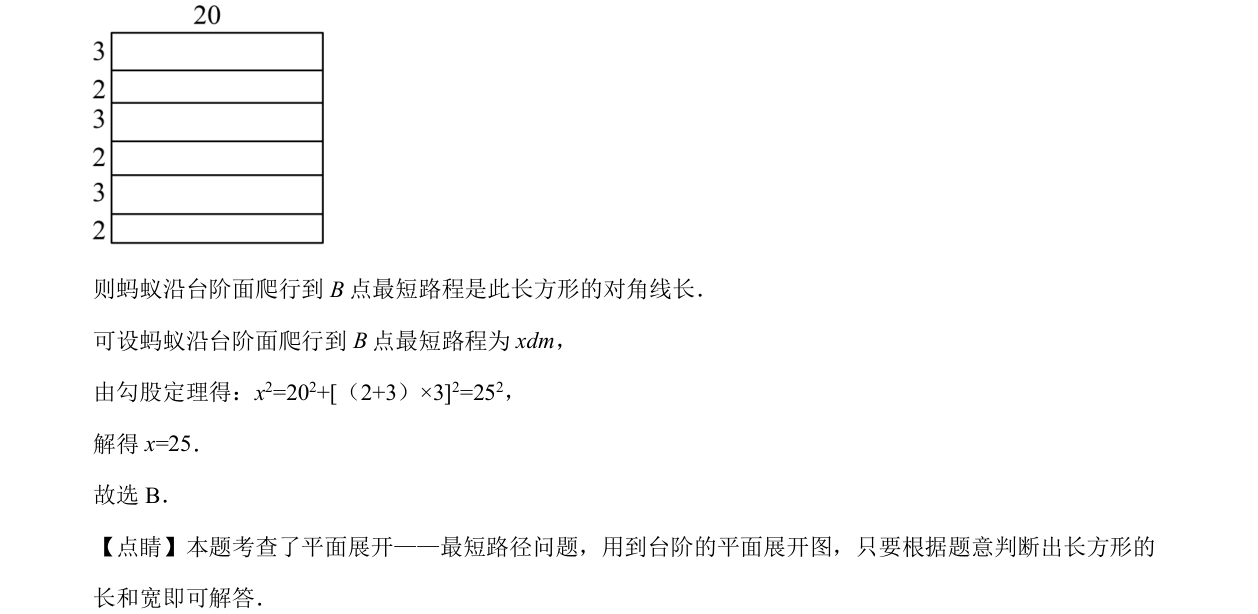 20
3
2
3
2
3
2
则蚂蚁沿台阶面爬行到 B 点最短路程是此长方形的对角线长．
可设蚂蚁沿台阶面爬行到 B 点最短路程为 xdm，
由勾股定理得：x²=20²+[（2+3）×3]²=25²，
解得 x=25．
故选 B．
【点睛】本题考查了平面展开——最短路径问题，用到台阶的平面展开图，只要根据题意判断出长方形的
长和宽即可解答．